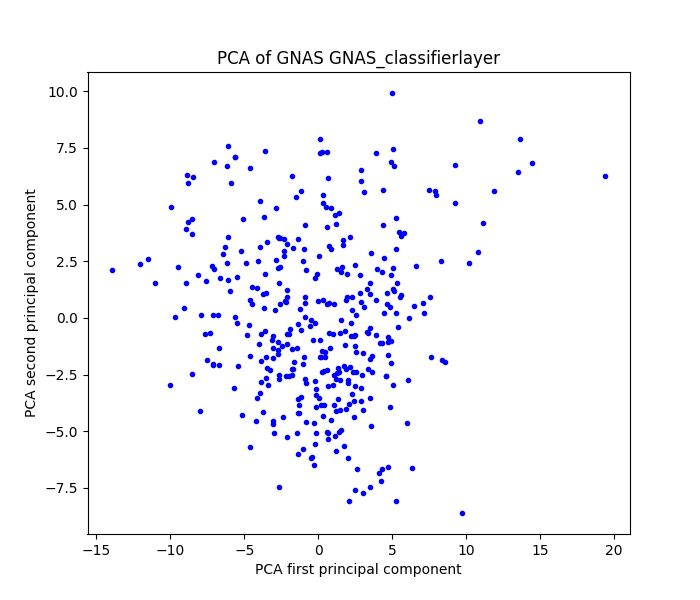 PCA of GNAS GNAS_classifierlayer
10.0
7.5
5.0
2.5
0.0
−2.5
−5.0
−7.5
PCA second principal component
−15 −10 −5 0 5 10 15 20
PCA first principal component